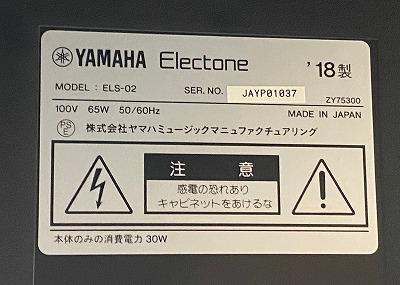 YAMAHA Electone '18製
MODEL : ELS-02 SER. NO. JAYP01037
ZY75300
100V 65W 50/60Hz MADE IN JAPAN
PSE 株式会社ヤマハミュージックマニュファクチュアリング
注意
感電の恐れあり
キャビネットをあけるな
本体のみの消費電力 30W